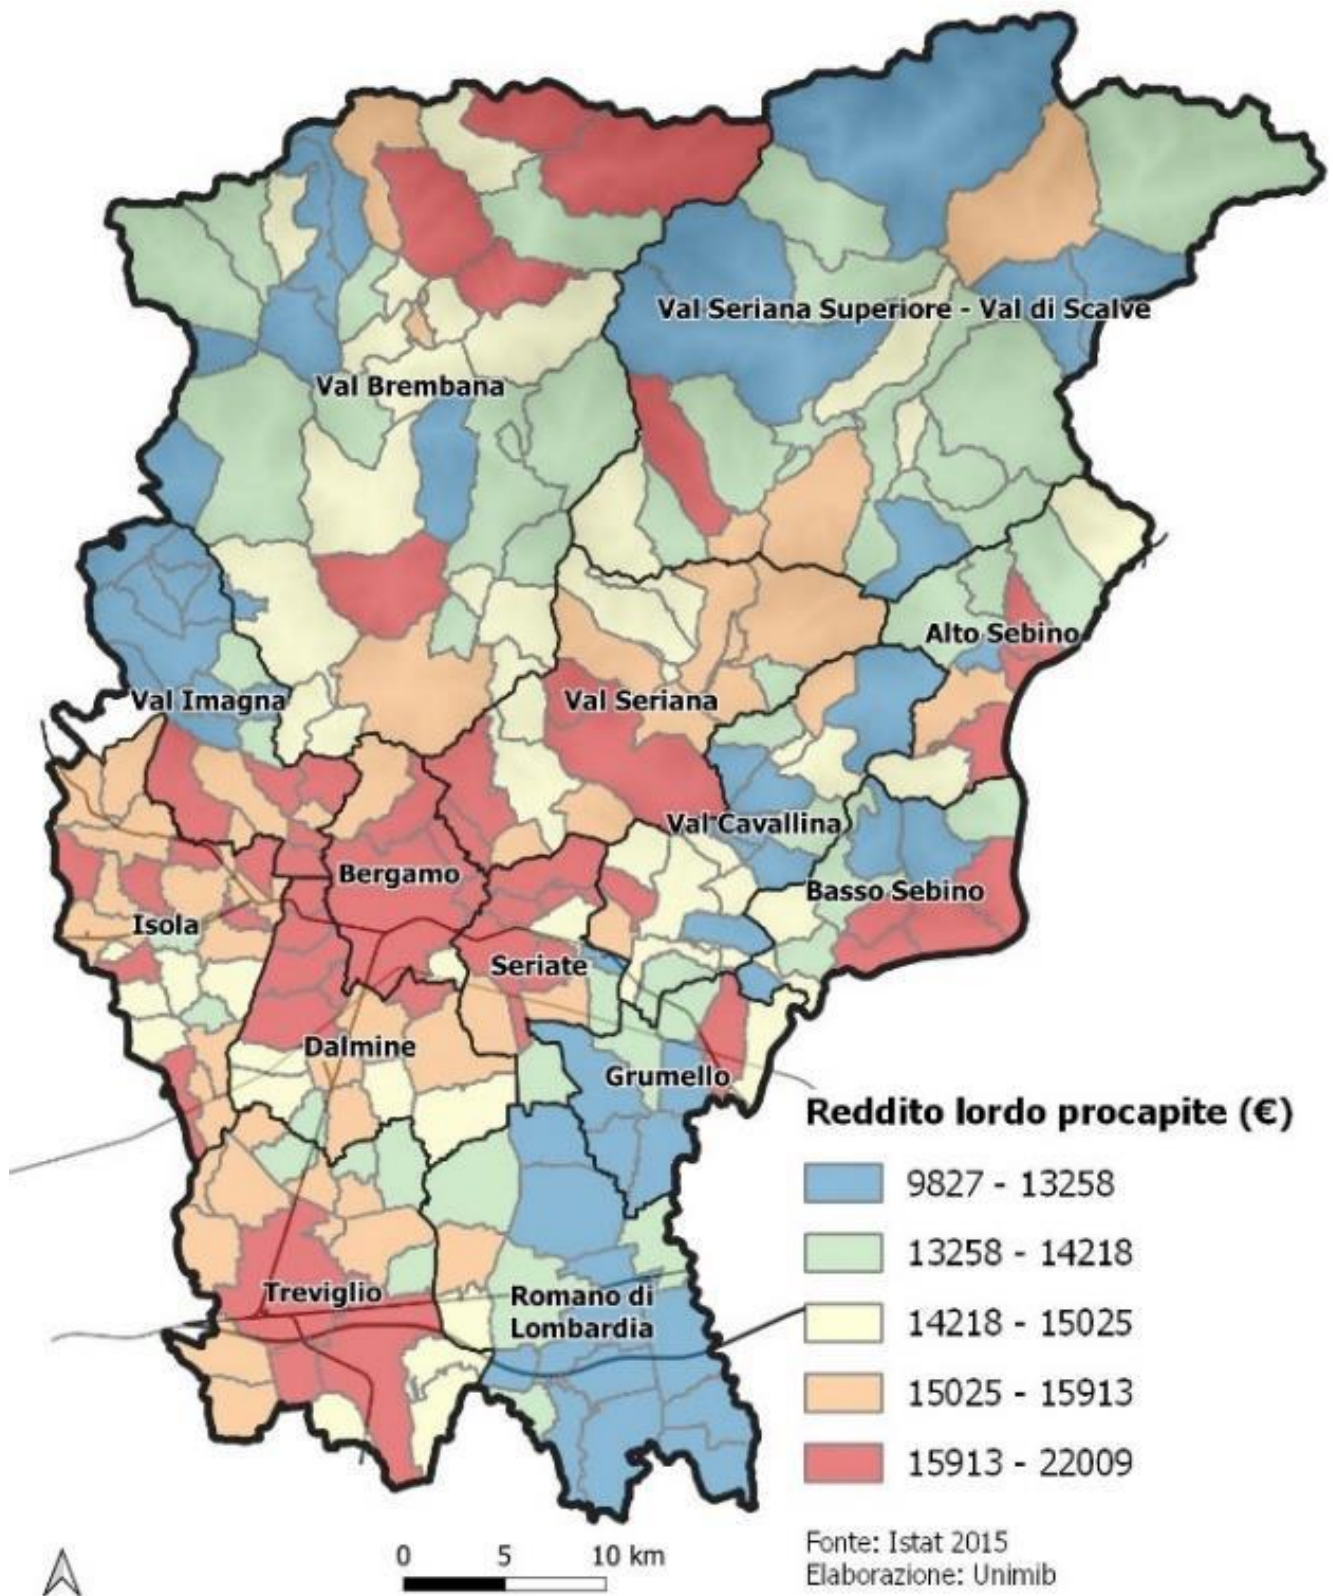 Val Seriana Superiore - Val di Scalve
Val Brembana
Alto Sebino
Val Imagna
Val Seriana
Val Cavallina
Bergamo
Basso Sebino
Isola
Seriate
Dalmine
Grumello
Treviglio
Romano di
Lombardia
Reddito lordo procapite (€)
9827 - 13258
13258 - 14218
14218 - 15025
15025 - 15913
15913 - 22009
0 5 10 km
Fonte: Istat 2015
Elaborazione: Unimib